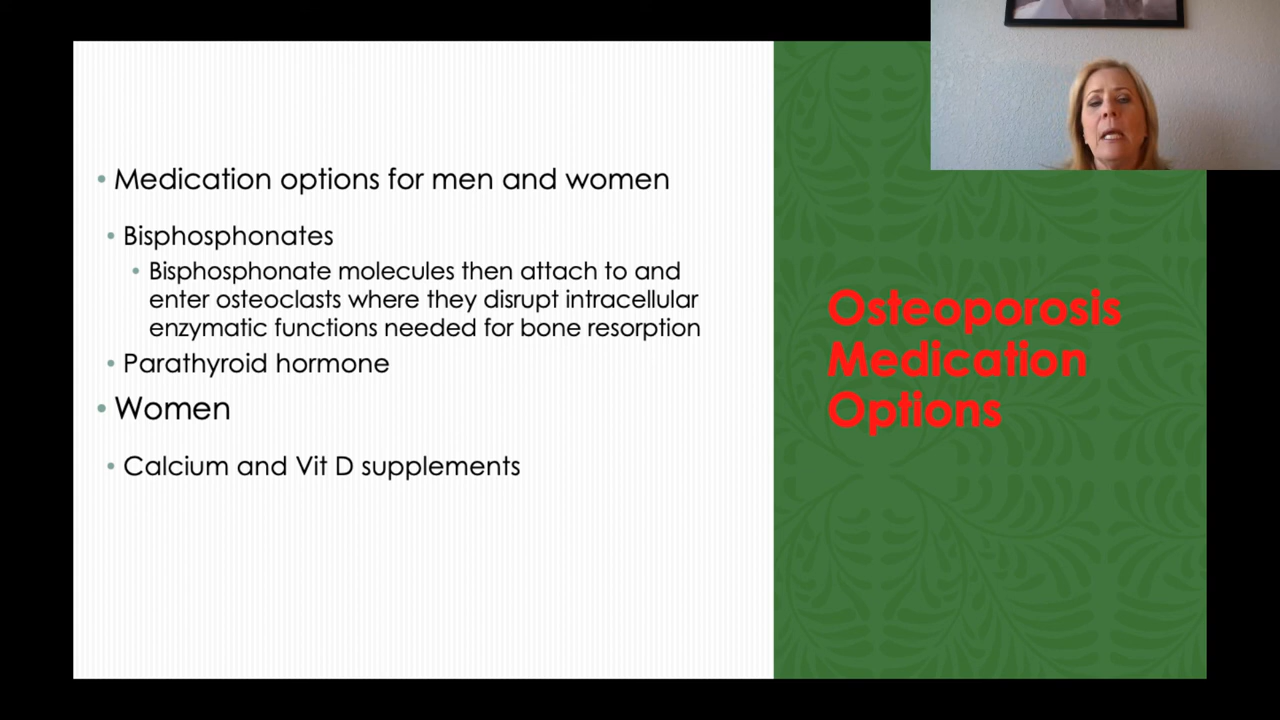 • Medication options for men and women
• Bisphosphonates
• Bisphosphonate molecules then attach to and
enter osteoclasts where they disrupt intracellular
enzymatic functions needed for bone resorption
• Parathyroid hormone
• Women
• Calcium and Vit D supplements
Osteoporosis
Medication
Options